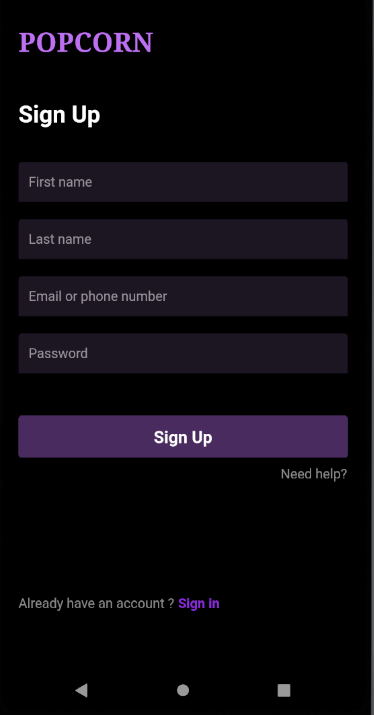 POPCORN
Sign Up
First name
Last name
Email or phone number
Password
Sign Up
Need help?
Already have an account ? Sign in